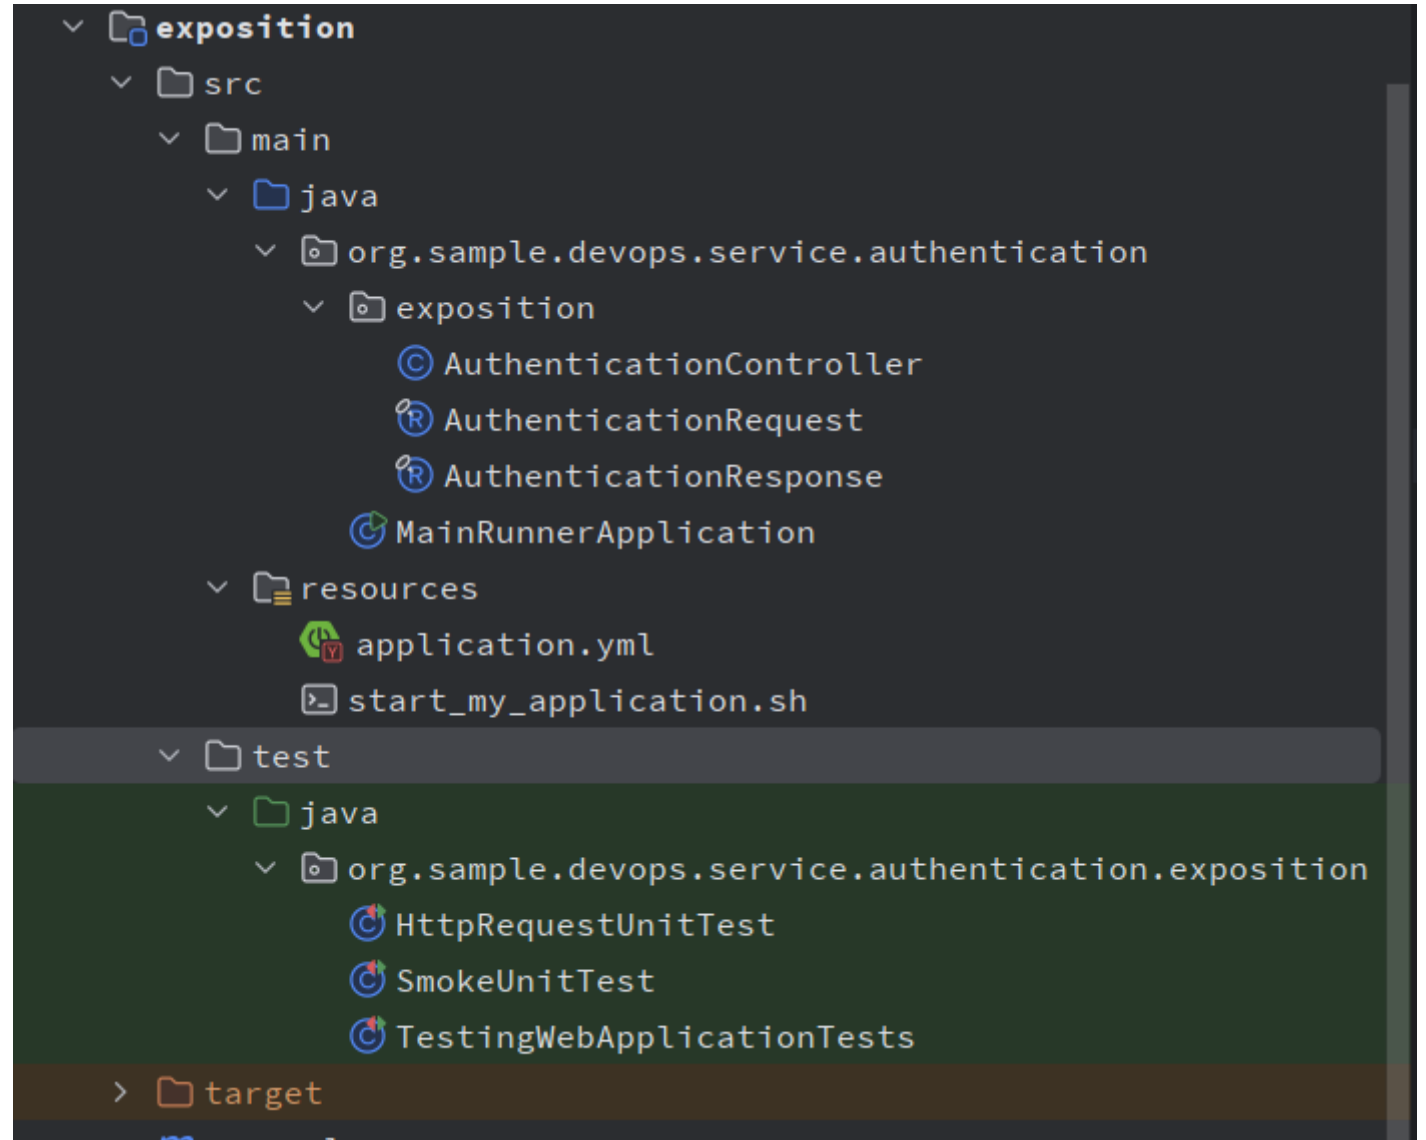 exposition
src
main
java
org.sample.devops.service.authentication
exposition
AuthenticationController
AuthenticationRequest
AuthenticationResponse
MainRunnerApplication
resources
application.yml
start_my_application.sh
test
java
org.sample.devops.service.authentication.exposition
HttpRequestUnitTest
SmokeUnitTest
TestingWebApplicationTests
target